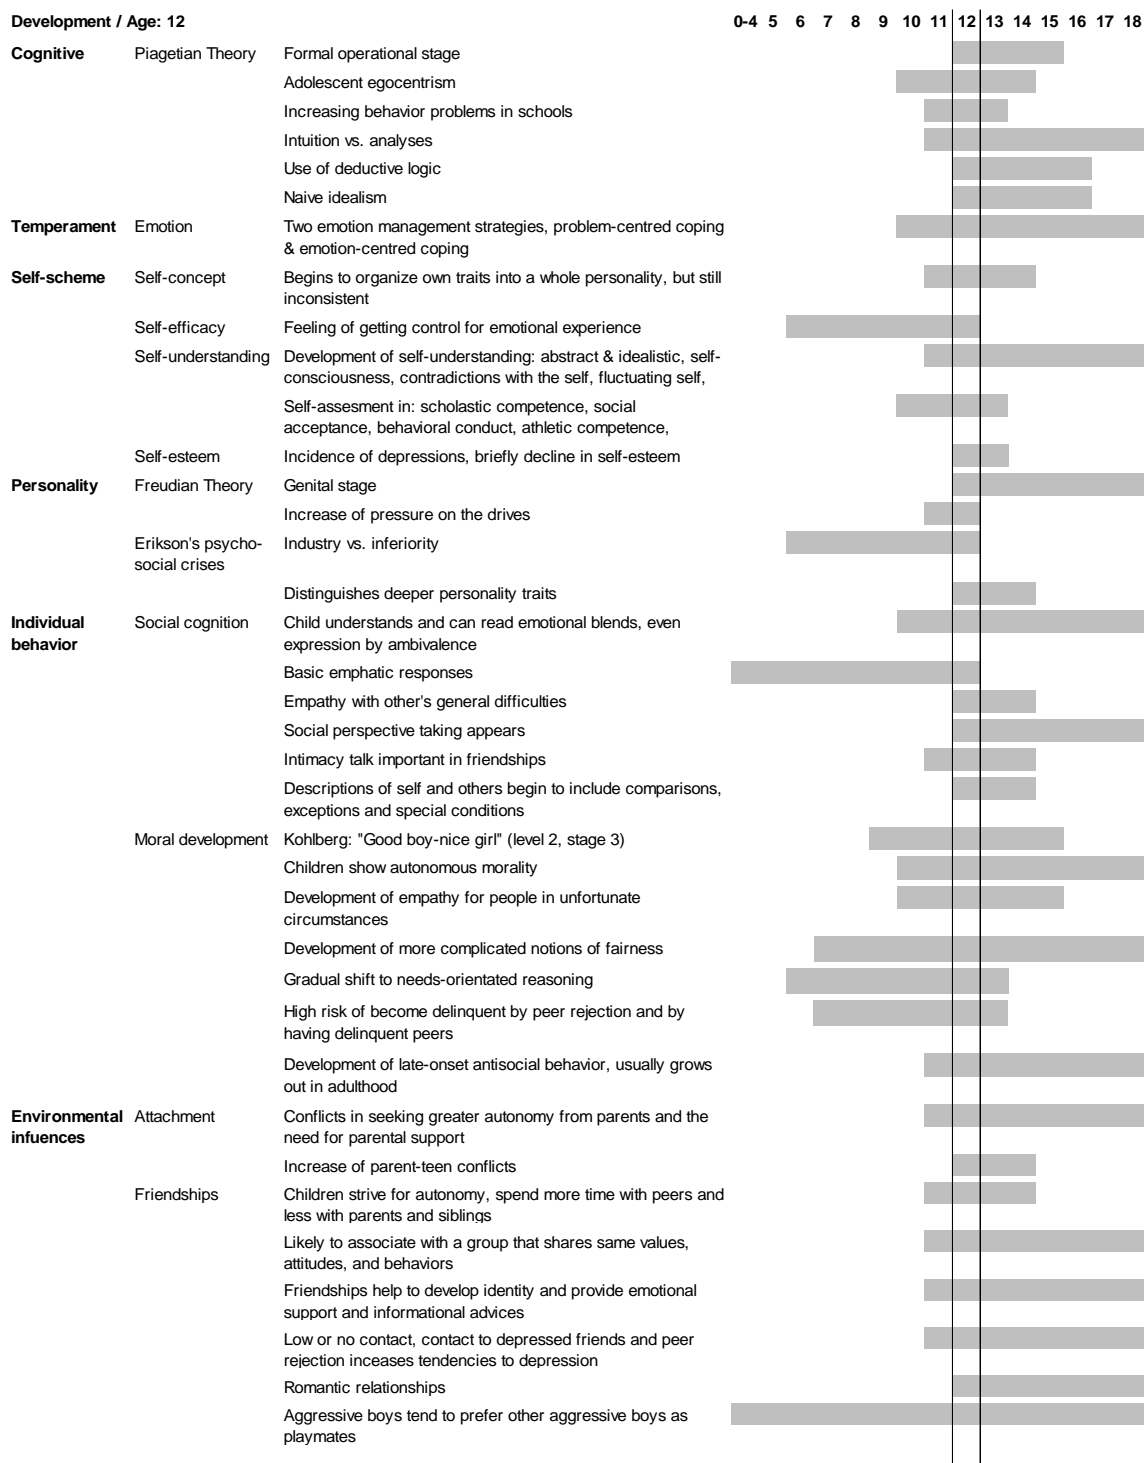 Development / Age: 12 0-4 5 6 7 8 9 10 11 12 13 14 15 16 17 18
Cognitive Piagetian Theory Formal operational stage
Adolescent egocentrism
Increasing behavior problems in schools
Intuition vs. analyses
Use of deductive logic
Naive idealism
Temperament Emotion Two emotion management strategies, problem-centred coping
& emotion-centred coping
Self-scheme Self-concept Begins to organize own traits into a whole personality, but still
inconsistent
Self-efficacy Feeling of getting control for emotional experience
Self-understanding Development of self-understanding: abstract & idealistic, self-
consciousness, contradictions with the self, fluctuating self,
Self-assesment in: scholastic competence, social
acceptance, behavioral conduct, athletic competence,
Self-esteem Incidence of depressions, briefly decline in self-esteem
Personality Freudian Theory Genital stage
Increase of pressure on the drives
Erikson's psycho- Industry vs. inferiority
social crises
Distinguishes deeper personality traits
Individual Social cognition Child understands and can read emotional blends, even
behavior expression by ambivalence
Basic emphatic responses
Empathy with other's general difficulties
Social perspective taking appears
Intimacy talk important in friendships
Descriptions of self and others begin to include comparisons,
exceptions and special conditions
Moral development Kohlberg: "Good boy-nice girl" (level 2, stage 3)
Children show autonomous morality
Development of empathy for people in unfortunate
circumstances
Development of more complicated notions of fairness
Gradual shift to needs-orientated reasoning
High risk of become delinquent by peer rejection and by
having delinquent peers
Development of late-onset antisocial behavior, usually grows
out in adulthood
Environmental Attachment Conflicts in seeking greater autonomy from parents and the
infuences need for parental support
Increase of parent-teen conflicts
Friendships Children strive for autonomy, spend more time with peers and
less with parents and siblings
Likely to associate with a group that shares same values,
attitudes, and behaviors
Friendships help to develop identity and provide emotional
support and informational advices
Low or no contact, contact to depressed friends and peer
rejection inceases tendencies to depression
Romantic relationships
Aggressive boys tend to prefer other aggressive boys as
playmates